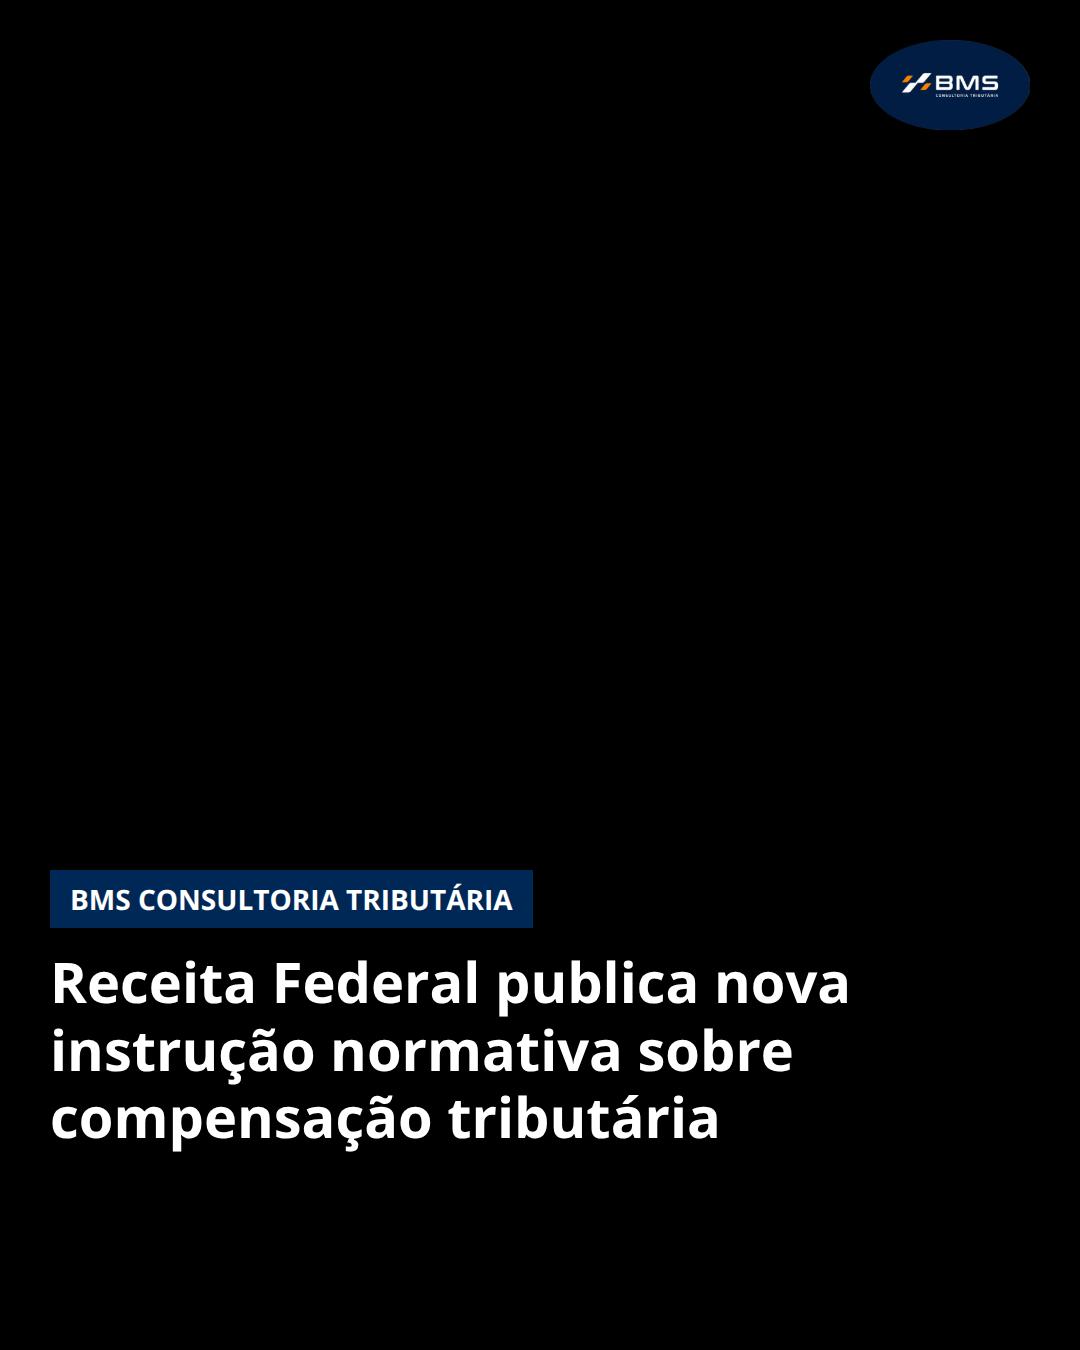 BMS
CONSULTORIA TRIBUTÁRIA
BMS CONSULTORIA TRIBUTÁRIA
Receita Federal publica nova
instrução normativa sobre
compensação tributária